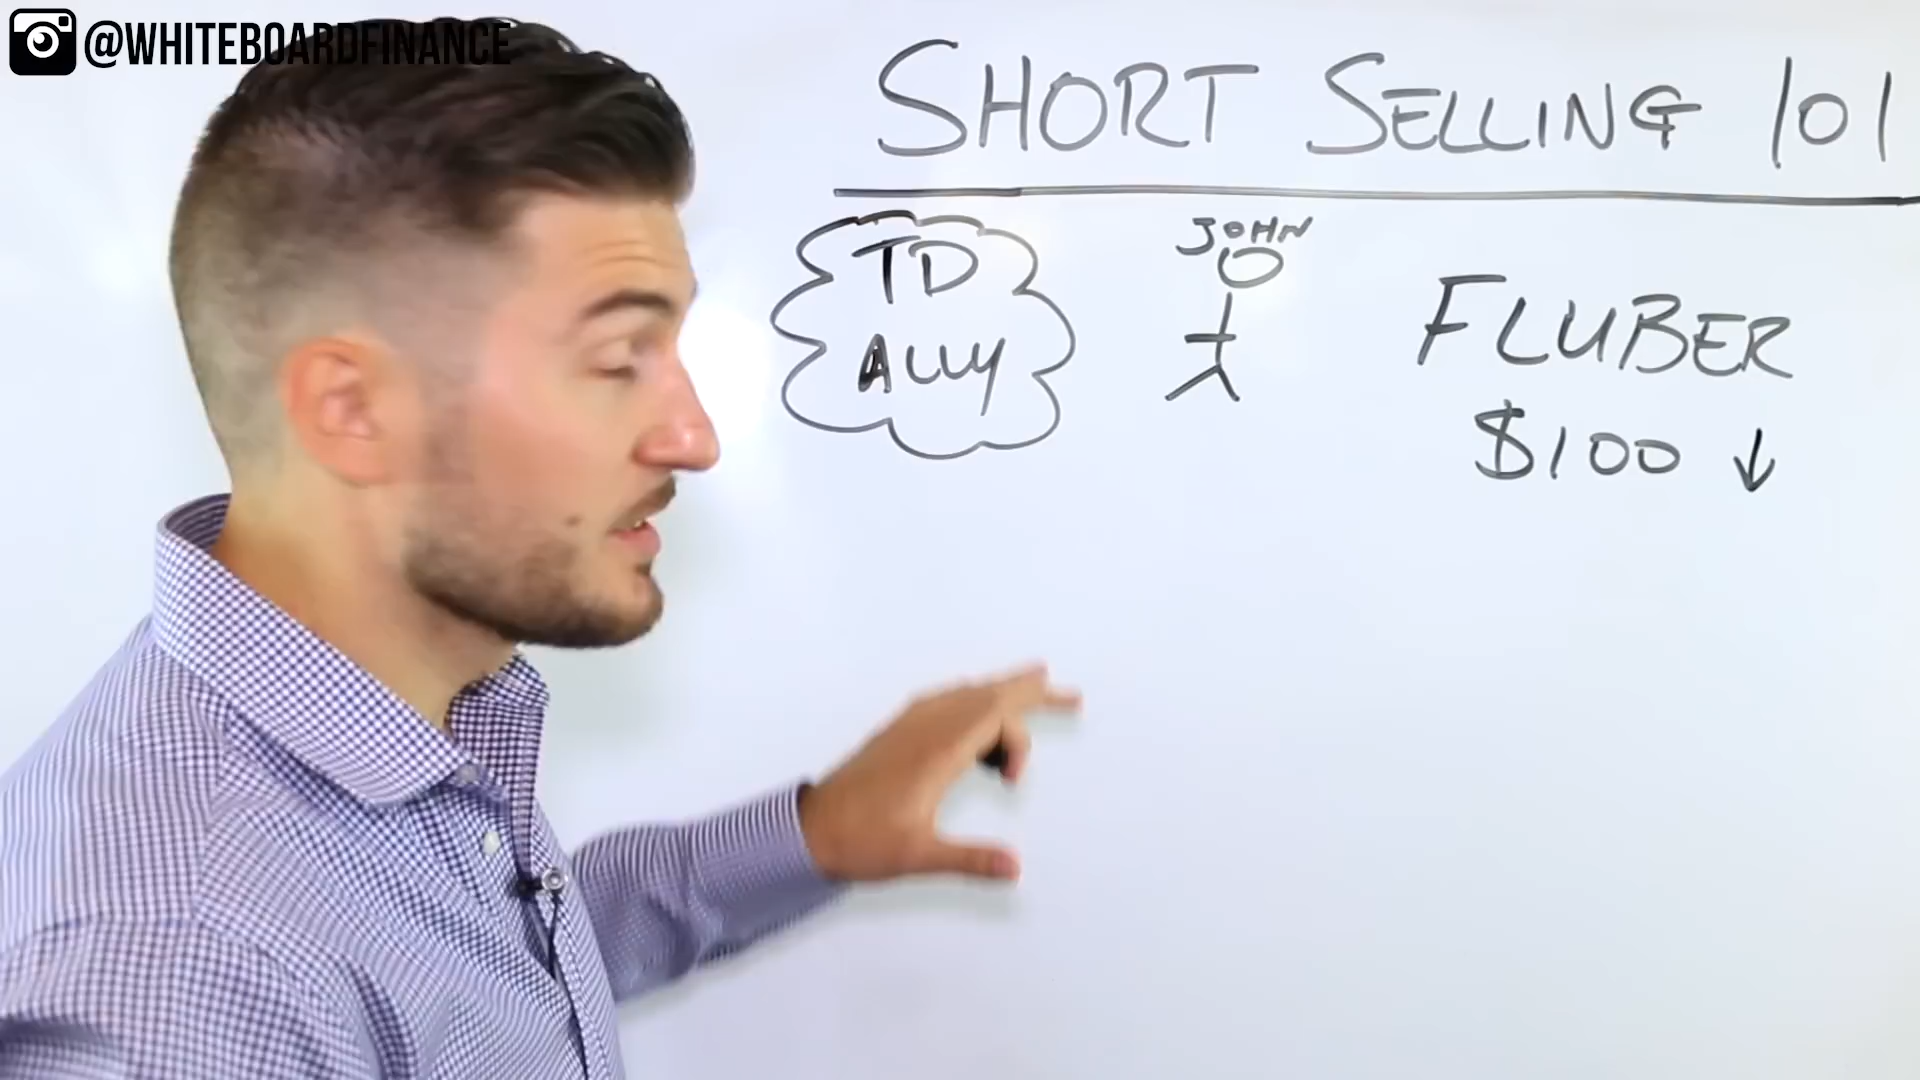 @WHITEBOARDFINANCE
SHORT SELLING 101
TD
ALLY
JOHN
FLUBER
$100 ↓